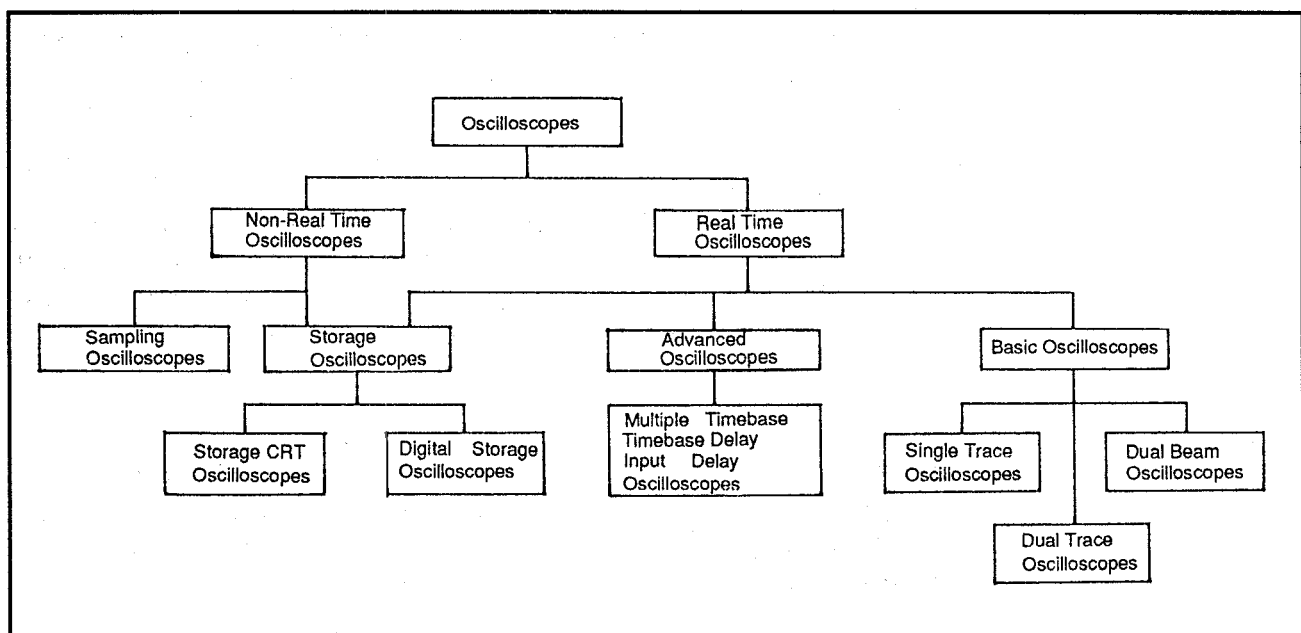 Oscilloscopes
Non-Real Time
Oscilloscopes
Real Time
Oscilloscopes
Sampling
Oscilloscopes
Storage
Oscilloscopes
Advanced
Oscilloscopes
Basic Oscilloscopes
Storage CRT
Oscilloscopes
Digital Storage
Oscilloscopes
Multiple Timebase
Timebase Delay
Input Delay
Oscilloscopes
Single Trace
Oscilloscopes
Dual Beam
Oscilloscopes
Dual Trace
Oscilloscopes